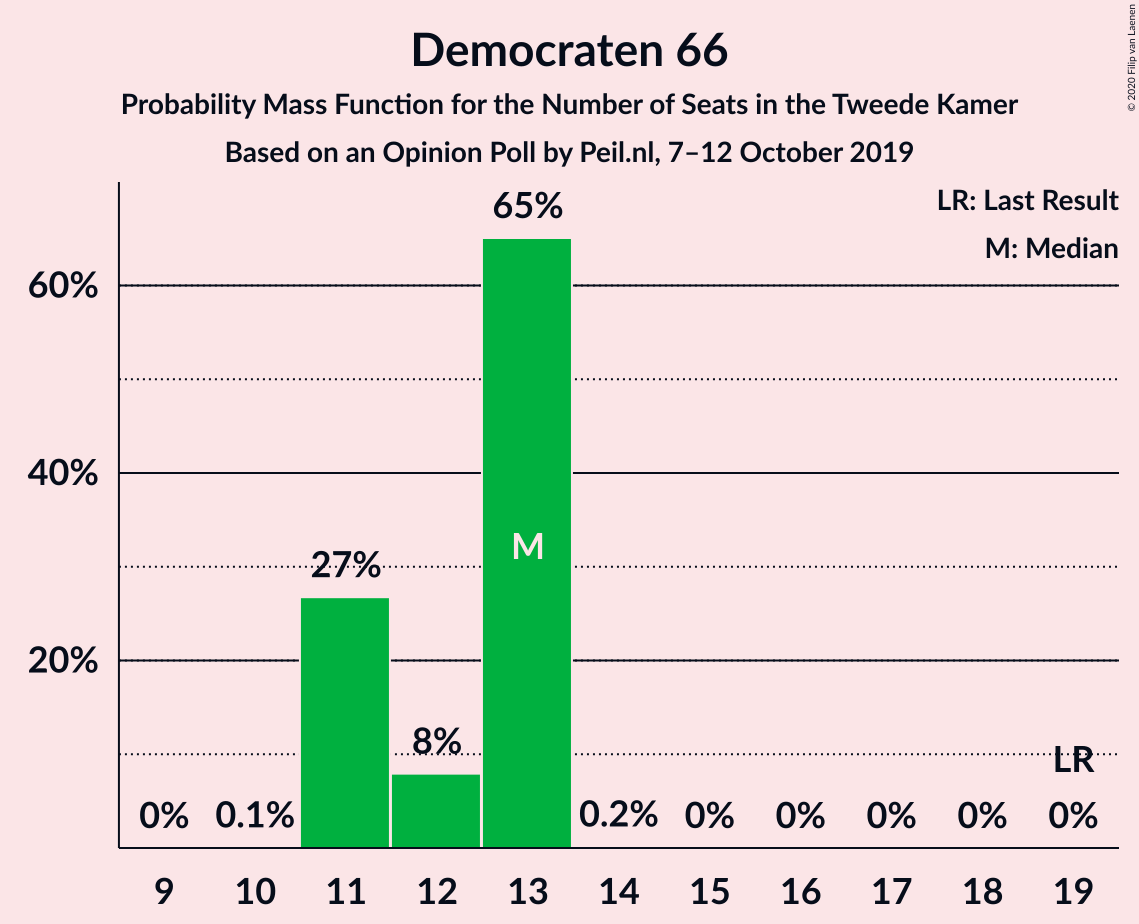 Democraten 66
Probability Mass Function for the Number of Seats in the Tweede Kamer
Based on an Opinion Poll by Peil.nl, 7–12 October 2019
© 2020 Filip van Laenen
LR: Last Result
M: Median
65%
60%
40%
M
27%
20%
8%
LR
0% 0.1% 0.2% 0% 0% 0% 0% 0%
9 10 11 12 13 14 15 16 17 18 19